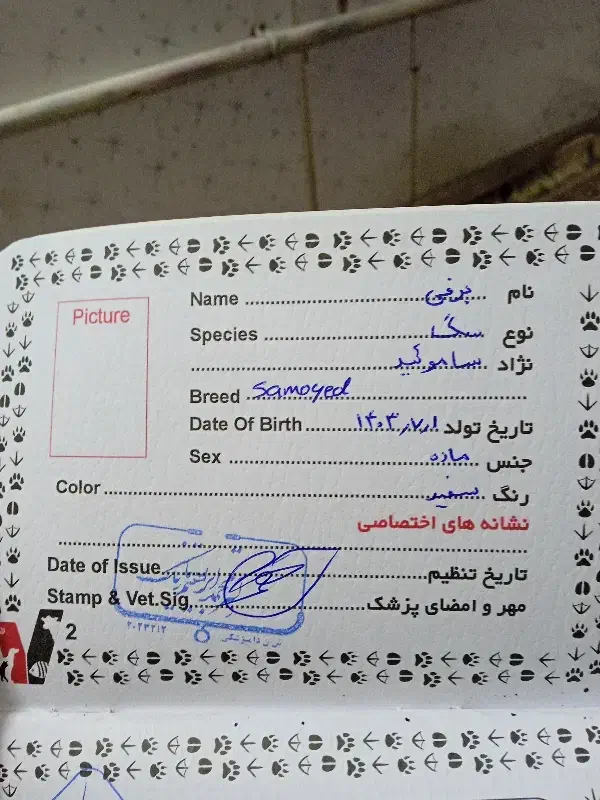 Picture
Name ........ برفی ........ نام
Species ........ سگ ........ نوع
........ ساموئید ........ نژاد
Breed ........ Samoyed ........
Date Of Birth ........ ۱۴۰۳/۷/۱ ........ تاریخ تولد
Sex ........ ماده ........ جنس
Color ........ سفید ........ رنگ
نشانه های اختصاصی
Date of Issue ........ تاریخ تنظیم
Stamp & Vet.Sig. ........ مهر و امضای پزشک
2